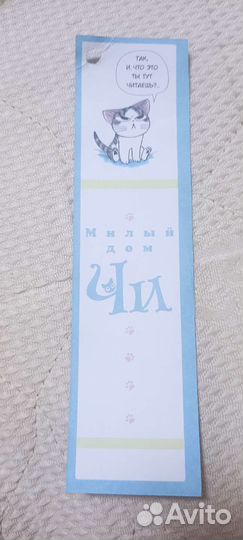 ТАК,
И ЧТО ЭТО
ТЫ ТУТ
ЧИТАЕШЬ?..
Милый
дом
Чи
Avito